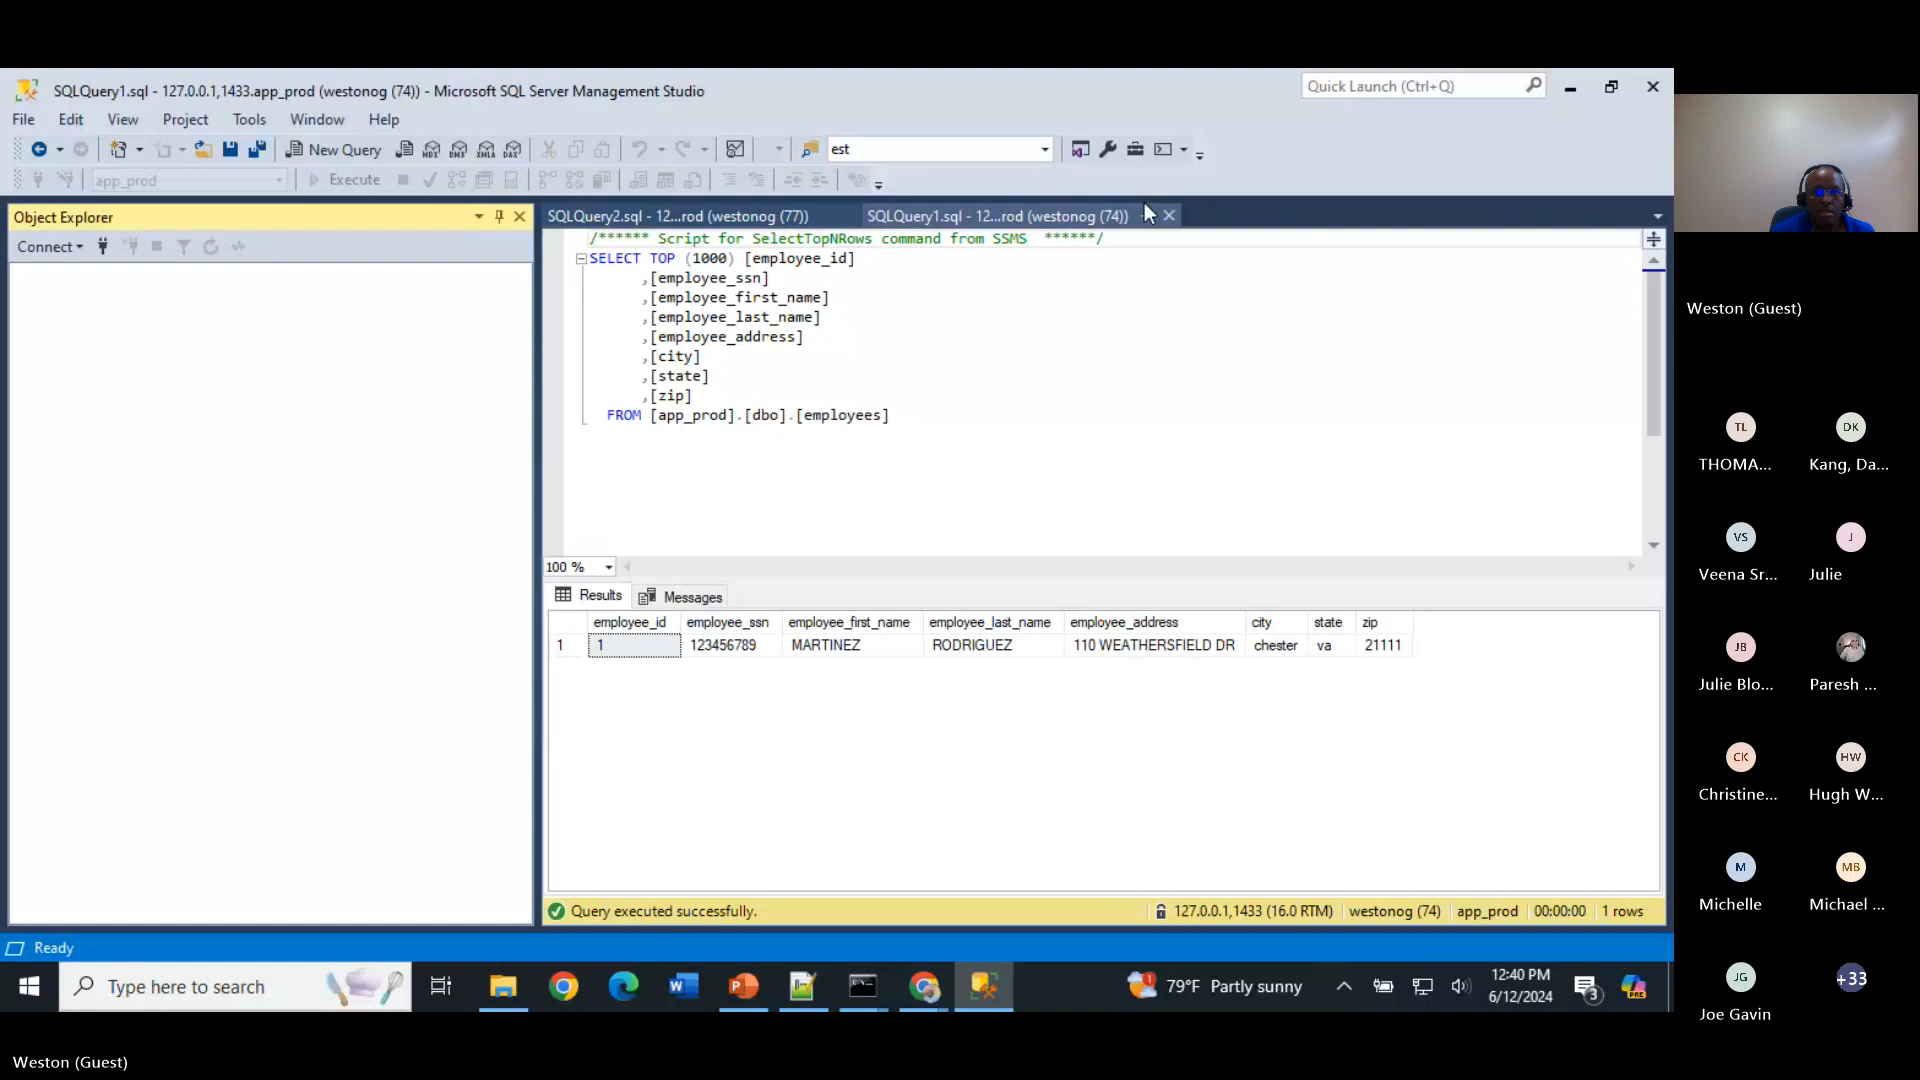 SQLQuery1.sql - 127.0.0.1,1433.app_prod (westonog (74)) - Microsoft SQL Server Management Studio
Quick Launch (Ctrl+Q)
File Edit View Project Tools Window Help
New Query
MDX DMX XMLA DAX
est
app_prod
Execute
Object Explorer
Connect
SQLQuery2.sql - 12...rod (westonog (77))
SQLQuery1.sql - 12...rod (westonog (74))
/****** Script for SelectTopNRows command from SSMS ******/
SELECT TOP (1000) [employee_id]
,[employee_ssn]
,[employee_first_name]
,[employee_last_name]
,[employee_address]
,[city]
,[state]
,[zip]
FROM [app_prod].[dbo].[employees]
100 %
Results Messages
employee_id employee_ssn employee_first_name employee_last_name employee_address city state zip
1 1 123456789 MARTINEZ RODRIGUEZ 110 WEATHERSFIELD DR chester va 21111
Query executed successfully.
127.0.0.1,1433 (16.0 RTM) westonog (74) app_prod 00:00:00 1 rows
Ready
Type here to search
79°F Partly sunny
12:40 PM
6/12/2024
3
PRE
Weston (Guest)
Weston (Guest)
TL DK
THOMA... Kang, Da...
VS J
Veena Sr... Julie
JB
Julie Blo... Paresh ...
CK HW
Christine... Hugh W...
M MB
Michelle Michael ...
JG +33
Joe Gavin